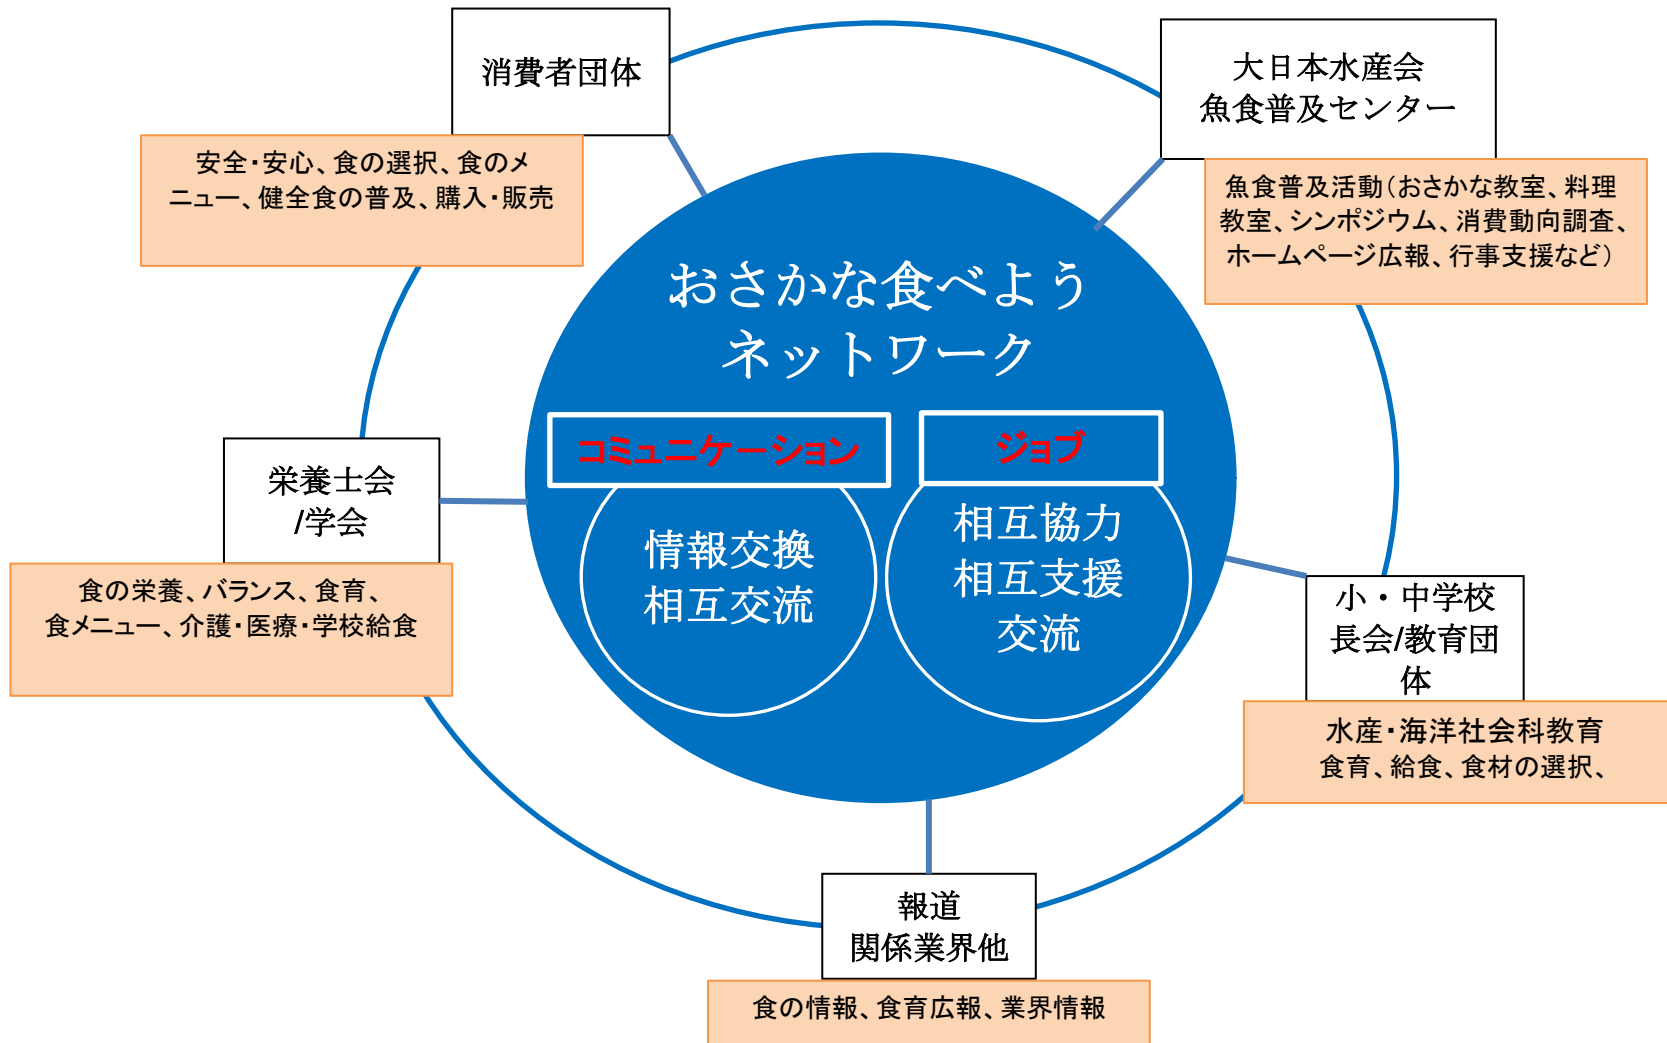 消費者団体
安全・安心、食の選択、食のメ
ニュー、健全食の普及、購入・販売
大日本水産会
魚食普及センター
魚食普及活動（おさかな教室、料理
教室、シンポジウム、消費動向調査、
ホームページ広報、行事支援など）
おさかな食べよう
ネットワーク
コミュニケーション
情報交換
相互交流
ジョブ
相互協力
相互支援
交流
栄養士会
/学会
食の栄養、バランス、食育、
食メニュー、介護・医療・学校給食
小・中学校
長会/教育団
体
水産・海洋社会科教育
食育、給食、食材の選択、
報道
関係業界他
食の情報、食育広報、業界情報